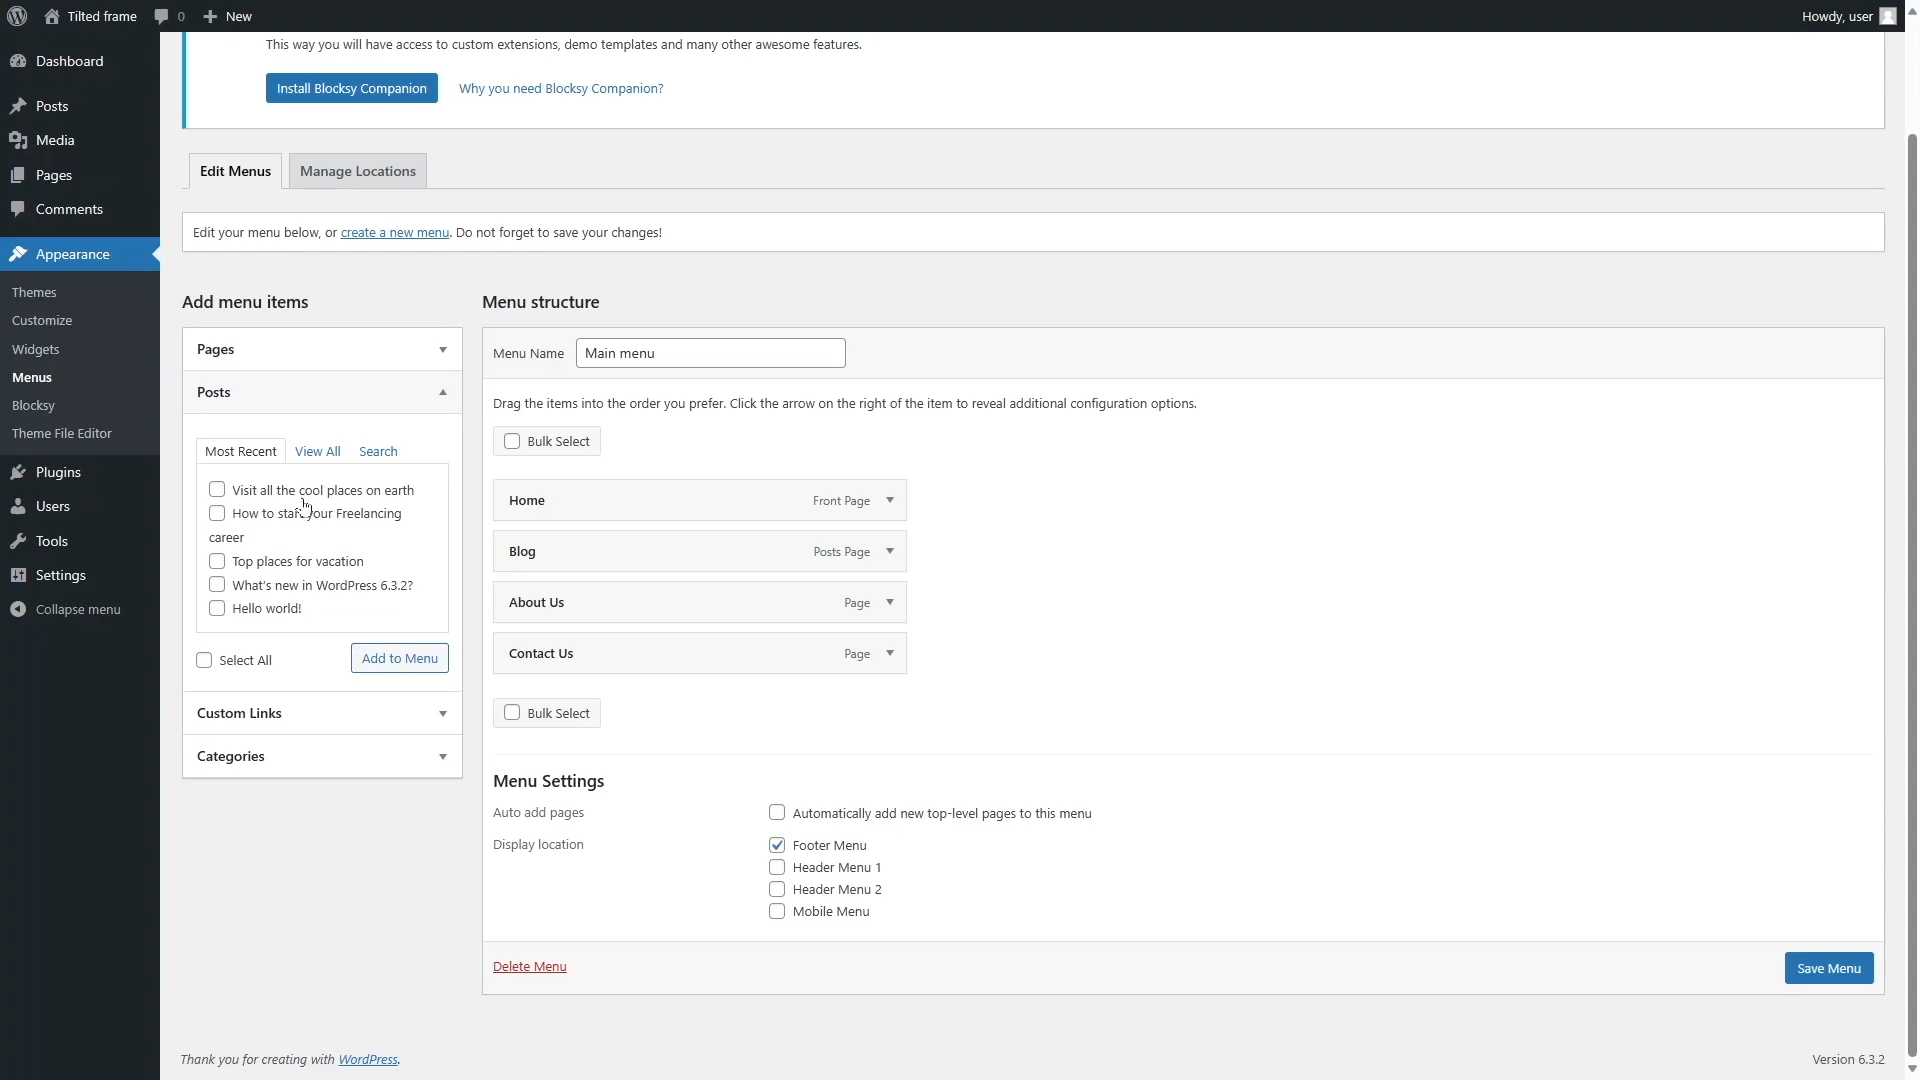 Tilted frame 0 New Howdy, user
Dashboard
Posts
Media
Pages
Comments
Appearance
Themes
Customize
Widgets
Menus
Blocksy
Theme File Editor
Plugins
Users
Tools
Settings
Collapse menu
This way you will have access to custom extensions, demo templates and many other awesome features.
Install Blocksy Companion Why you need Blocksy Companion?
Edit Menus Manage Locations
Edit your menu below, or create a new menu. Do not forget to save your changes!
Add menu items
Pages
Posts
Most Recent View All Search
Visit all the cool places on earth
How to start your Freelancing
career
Top places for vacation
What's new in WordPress 6.3.2?
Hello world!
Select All Add to Menu
Custom Links
Categories
Menu structure
Menu Name Main menu
Drag the items into the order you prefer. Click the arrow on the right of the item to reveal additional configuration options.
Bulk Select
Home Front Page
Blog Posts Page
About Us Page
Contact Us Page
Bulk Select
Menu Settings
Auto add pages Automatically add new top-level pages to this menu
Display location Footer Menu
Header Menu 1
Header Menu 2
Mobile Menu
Delete Menu Save Menu
Thank you for creating with WordPress. Version 6.3.2